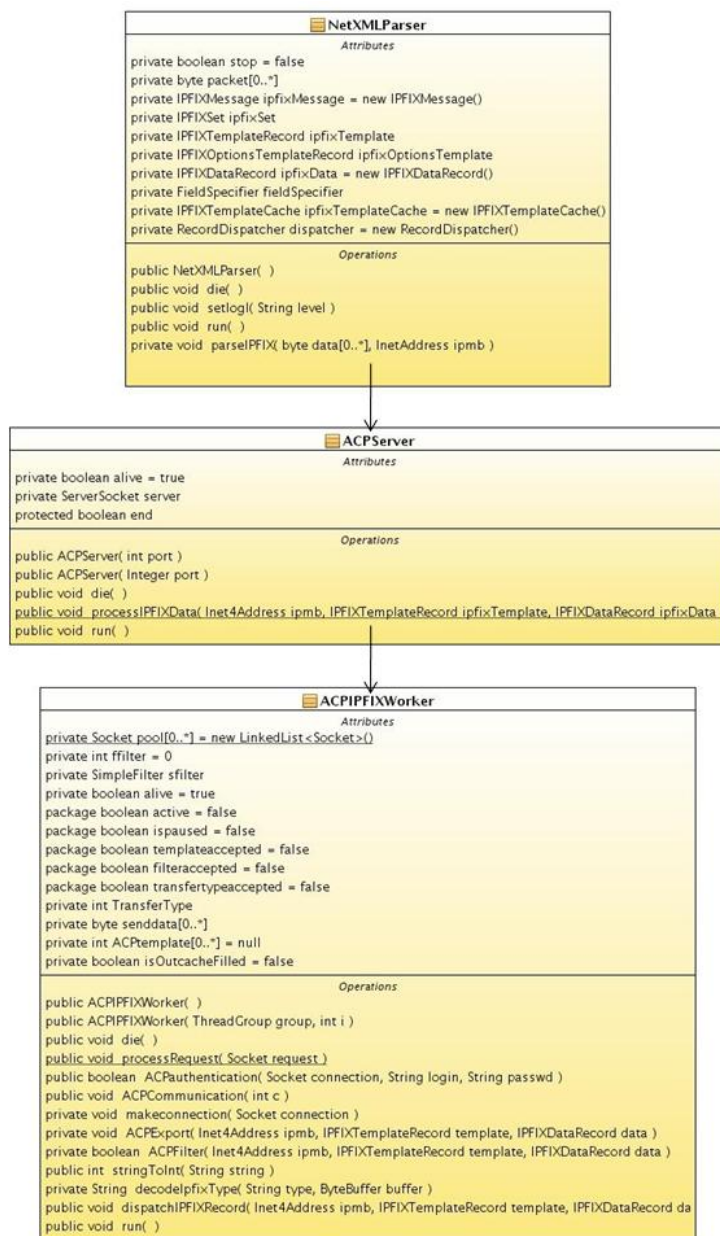 NetXMLParser
Attributes
private boolean stop = false
private byte packet[0..*]
private IPFIXMessage ipfixMessage = new IPFIXMessage()
private IPFIXSet ipfixSet
private IPFIXTemplateRecord ipfixTemplate
private IPFIXOptionsTemplateRecord ipfixOptionsTemplate
private IPFIXDataRecord ipfixData = new IPFIXDataRecord()
private FieldSpecifier fieldSpecifier
private IPFIXTemplateCache ipfixTemplateCache = new IPFIXTemplateCache()
private RecordDispatcher dispatcher = new RecordDispatcher()
Operations
public NetXMLParser( )
public void die( )
public void setlogl( String level )
public void run( )
private void parseIPFIX( byte data[0..*], InetAddress ipmb )
ACPServer
Attributes
private boolean alive = true
private ServerSocket server
protected boolean end
Operations
public ACPServer( int port )
public ACPServer( Integer port )
public void die( )
public void processIPFIXData( Inet4Address ipmb, IPFIXTemplateRecord ipfixTemplate, IPFIXDataRecord ipfixData
public void run( )
ACPIPFIXWorker
Attributes
private Socket pool[0..*] = new LinkedList<Socket>()
private int ffilter = 0
private SimpleFilter sfilter
private boolean alive = true
package boolean active = false
package boolean ispaused = false
package boolean templateaccepted = false
package boolean filteraccepted = false
package boolean transfertypeaccepted = false
private int TransferType
private byte senddata[0..*]
private int ACPtemplate[0..*] = null
private boolean isOutcacheFilled = false
Operations
public ACPIPFIXWorker( )
public ACPIPFIXWorker( ThreadGroup group, int i )
public void die( )
public void processRequest( Socket request )
public boolean ACPauthentication( Socket connection, String login, String passwd )
public void ACPCommunication( int c )
private void makeconnection( Socket connection )
private void ACPExport( Inet4Address ipmb, IPFIXTemplateRecord template, IPFIXDataRecord data )
private boolean ACPFilter( Inet4Address ipmb, IPFIXTemplateRecord template, IPFIXDataRecord data )
public int stringToInt( String string )
private String decodeIpfixType( String type, ByteBuffer buffer )
public void dispatchIPFIXRecord( Inet4Address ipmb, IPFIXTemplateRecord template, IPFIXDataRecord da
public void run( )